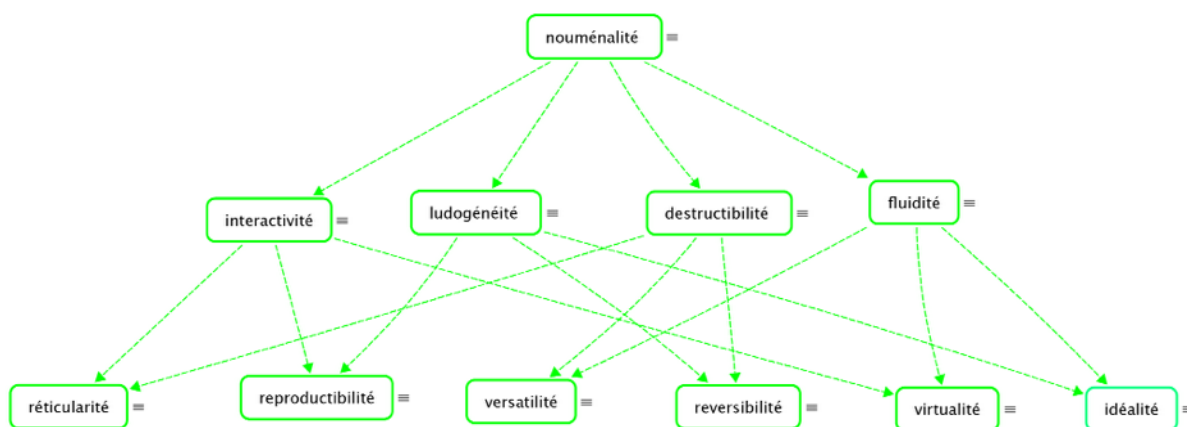 nouménalité
interactivité
ludogénéité
destructibilité
fluidité
réticularité
reproductibilité
versatilité
reversibilité
virtualité
idéalité